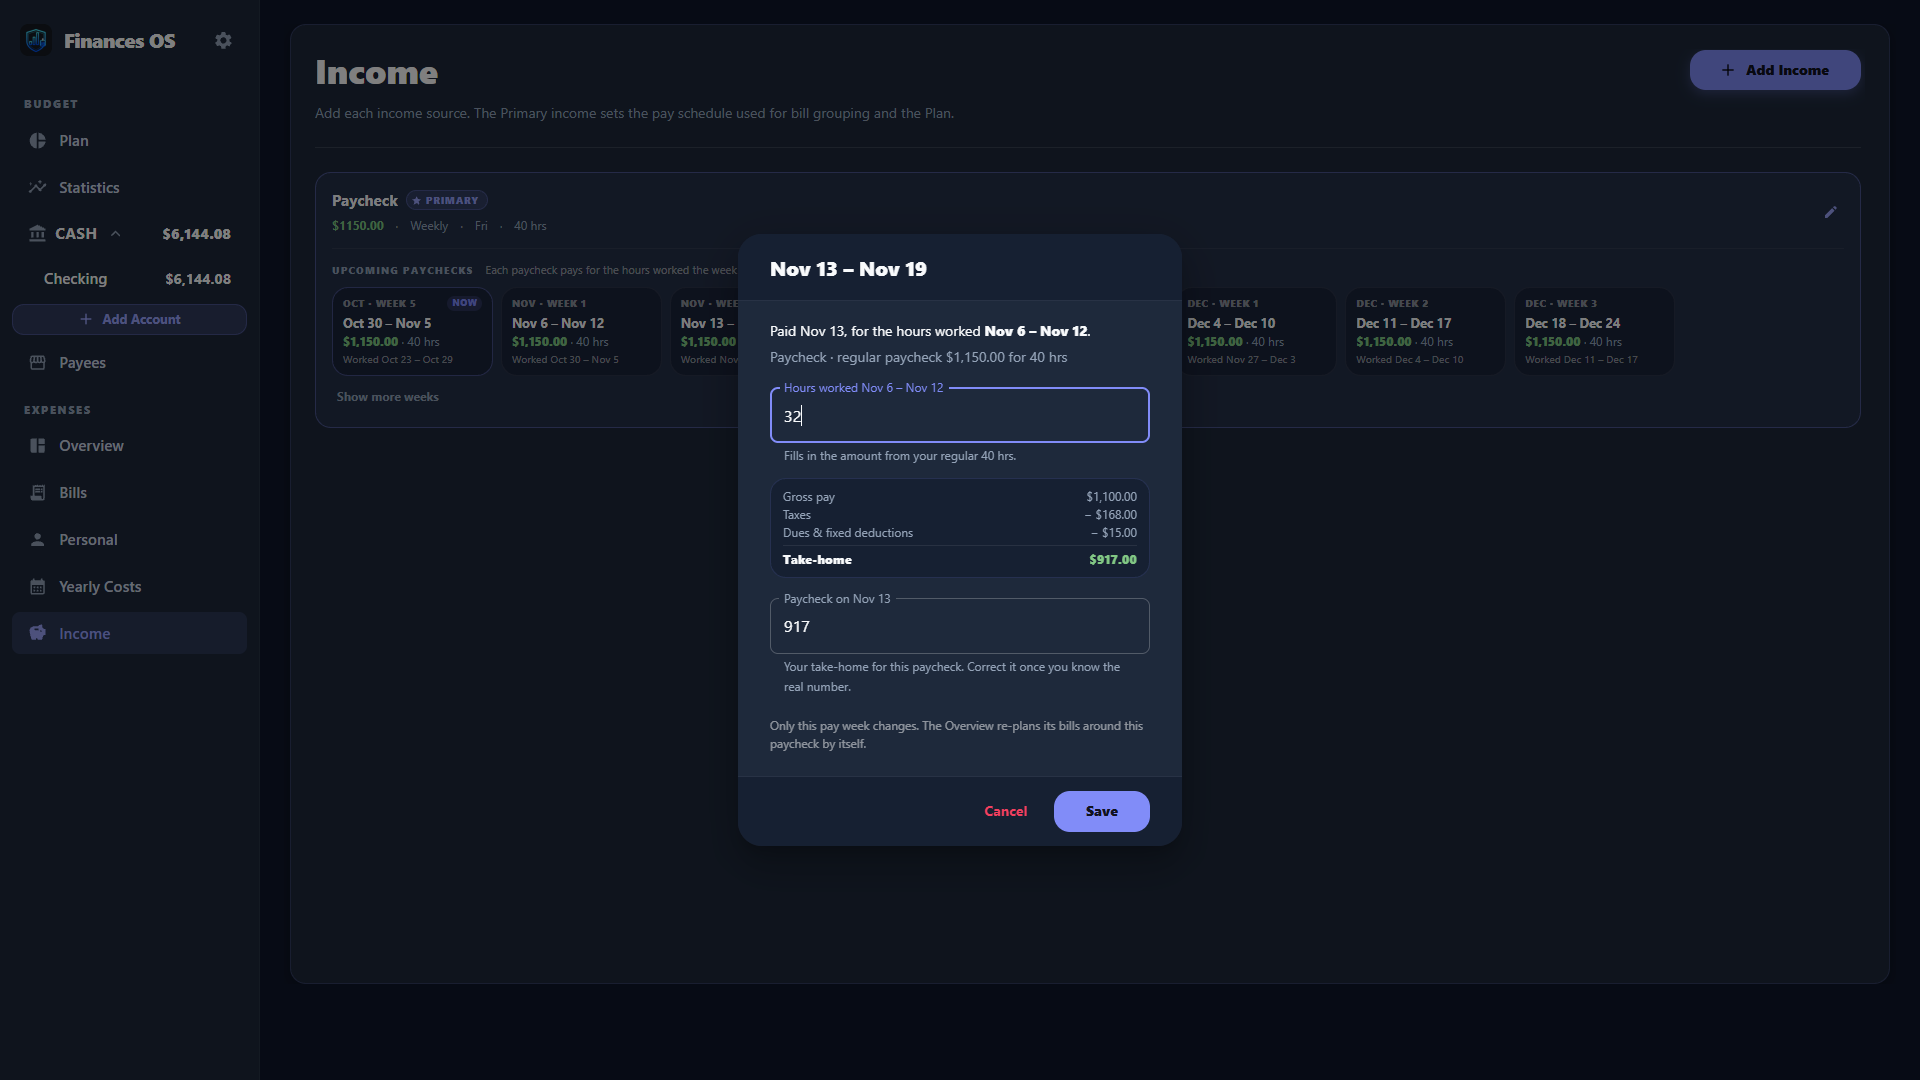 Finances OS
BUDGET
Plan
Statistics
CASH $6,144.08
Checking $6,144.08
+ Add Account
Payees
EXPENSES
Overview
Bills
Personal
Yearly Costs
Income
Income
+ Add Income
Add each income source. The Primary income sets the pay schedule used for bill grouping and the Plan.
Paycheck ★ PRIMARY
$1150.00 · Weekly · Fri · 40 hrs
UPCOMING PAYCHECKS Each paycheck pays for the hours worked the week
OCT · WEEK 5 NOW
Oct 30 – Nov 5
$1,150.00 · 40 hrs
Worked Oct 23 – Oct 29
NOV · WEEK 1
Nov 6 – Nov 12
$1,150.00 · 40 hrs
Worked Oct 30 – Nov 5
NOV · WEE
Nov 13 –
$1,150.00
Worked Nov
DEC · WEEK 1
Dec 4 – Dec 10
$1,150.00 · 40 hrs
Worked Nov 27 – Dec 3
DEC · WEEK 2
Dec 11 – Dec 17
$1,150.00 · 40 hrs
Worked Dec 4 – Dec 10
DEC · WEEK 3
Dec 18 – Dec 24
$1,150.00 · 40 hrs
Worked Dec 11 – Dec 17
Show more weeks
Nov 13 – Nov 19
Paid Nov 13, for the hours worked Nov 6 – Nov 12.
Paycheck · regular paycheck $1,150.00 for 40 hrs
Hours worked Nov 6 – Nov 12
32
Fills in the amount from your regular 40 hrs.
Gross pay $1,100.00
Taxes – $168.00
Dues & fixed deductions – $15.00
Take-home $917.00
Paycheck on Nov 13
917
Your take-home for this paycheck. Correct it once you know the
real number.
Only this pay week changes. The Overview re-plans its bills around this
paycheck by itself.
Cancel
Save